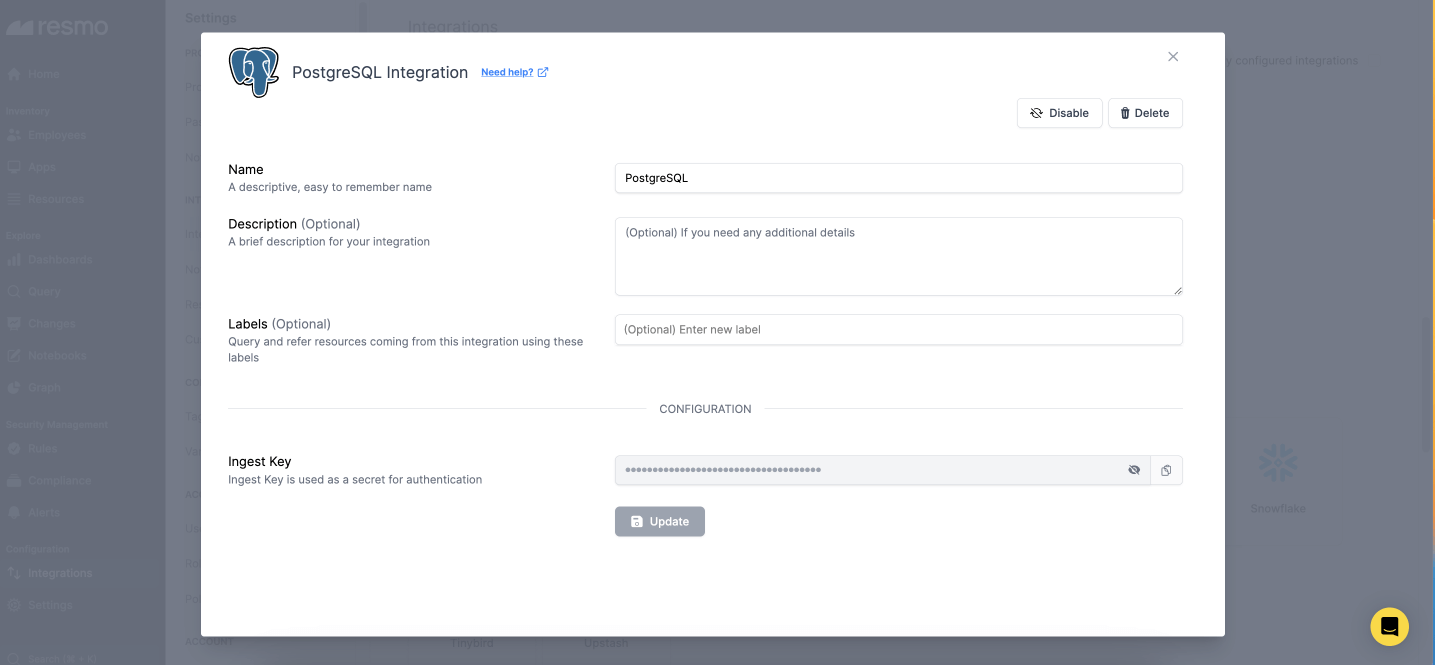 resmo
Home
Inventory
Employees
Apps
Resources
Explore
Dashboards
Query
Changes
Notebooks
Graph
Security Management
Rules
Compliance
Alerts
Configuration
Integrations
Settings
Search (⌘ + K)
Settings
Integrations
PostgreSQL Integration
Need help?
y configured integrations
Disable
Delete
Name
A descriptive, easy to remember name
PostgreSQL
Description (Optional)
A brief description for your integration
(Optional) If you need any additional details
Labels (Optional)
Query and refer resources coming from this integration using these
labels
(Optional) Enter new label
CONFIGURATION
Ingest Key
Ingest Key is used as a secret for authentication
••••••••••••••••••••••••••••••••••••
Update
Snowflake
ACCOUNT
Tinybird
Upstash